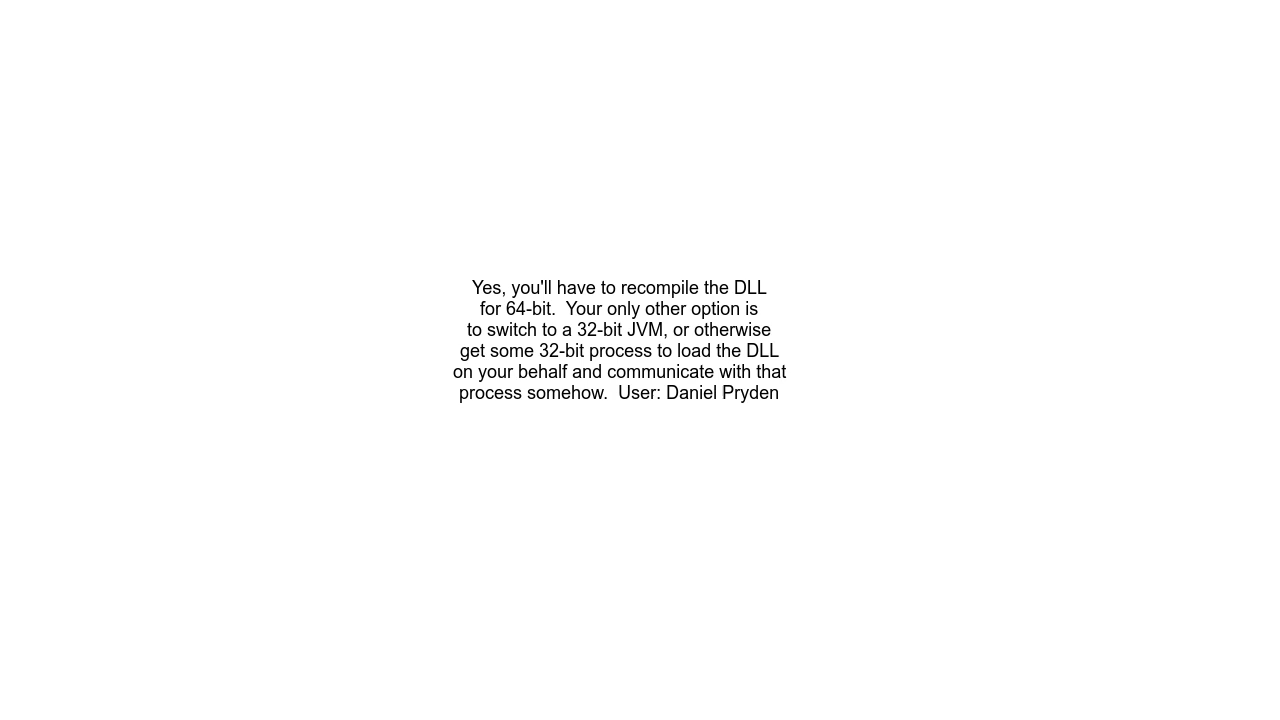 Yes, you'll have to recompile the DLL
for 64-bit.  Your only other option is
to switch to a 32-bit JVM, or otherwise
get some 32-bit process to load the DLL
on your behalf and communicate with that
process somehow.  User: Daniel Pryden